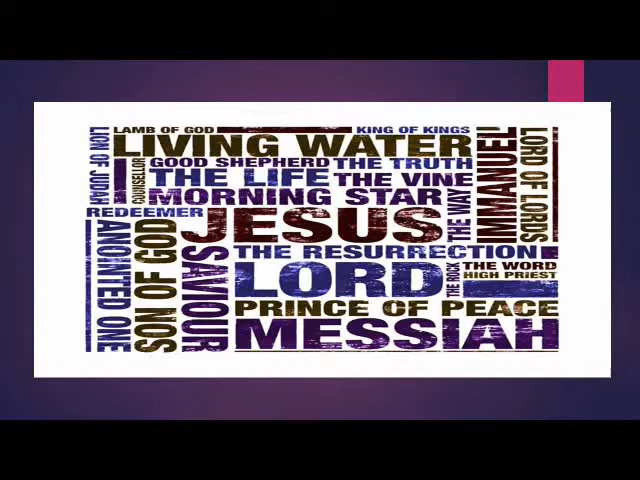 LION OF JUDAH
LAMB OF GOD
KING OF KINGS
LIVING WATER
COUNSELLOR
GOOD SHEPHERD
THE TRUTH
THE LIFE
THE VINE
MORNING STAR
THE WAY
IMMANUEL
LORD OF LORDS
REDEEMER
JESUS
ANOINTED ONE
SON OF GOD
SAVIOUR
THE RESURRECTION
LORD
THE ROCK
THE WORD
HIGH PRIEST
PRINCE OF PEACE
MESSIAH